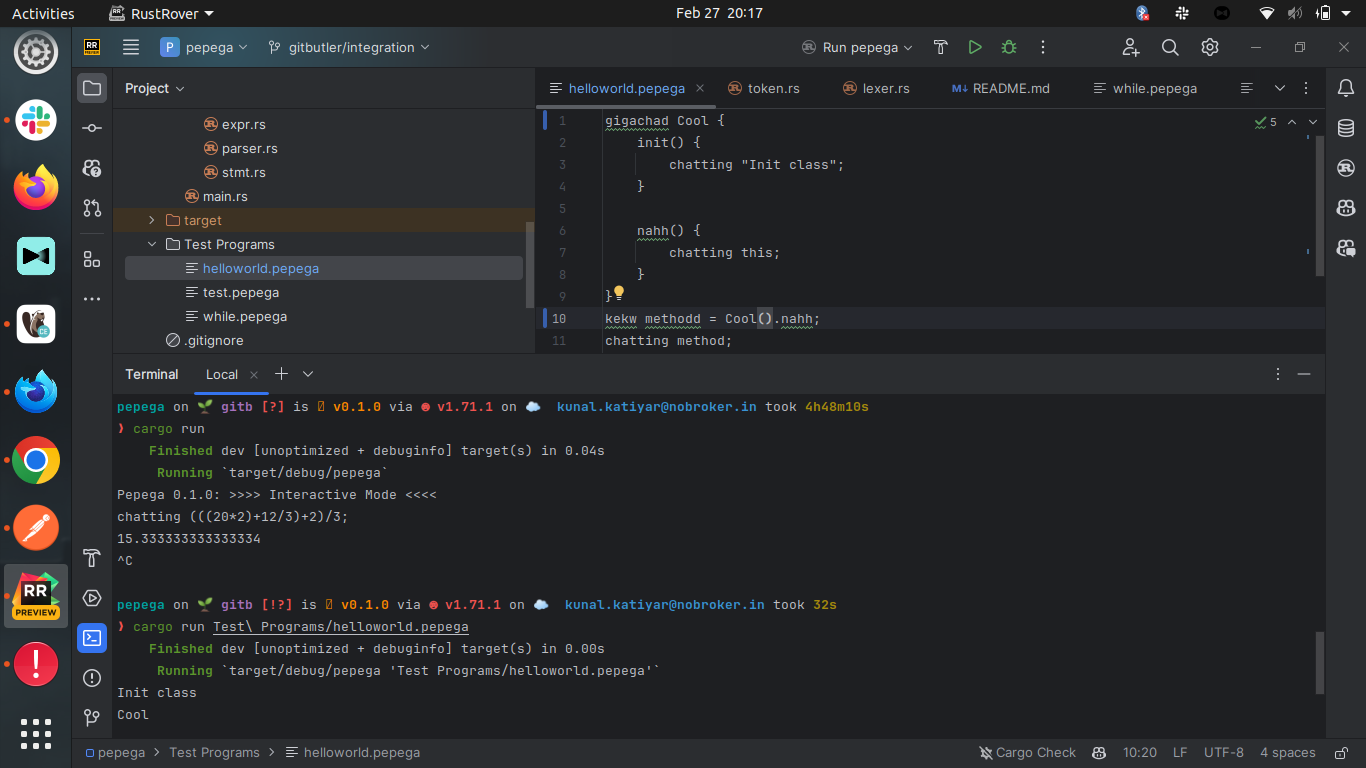 Activities RustRover Feb 27 20:17
RR PREVIEW P pepega gitbutler/integration Run pepega
Project
helloworld.pepega × token.rs lexer.rs M↓ README.md while.pepega
expr.rs
parser.rs
stmt.rs
main.rs
target
Test Programs
helloworld.pepega
test.pepega
while.pepega
.gitignore
5
1 gigachad Cool {
2 init() {
3 chatting "Init class";
4 }
5
6 nahh() {
7 chatting this;
8 }
9 }
10 kekw methodd = Cool().nahh;
11 chatting method;
Terminal Local × +
pepega on gitb [?] is v0.1.0 via v1.71.1 on kunal.katiyar@nobroker.in took 4h48m10s
❯ cargo run
Finished dev [unoptimized + debuginfo] target(s) in 0.04s
Running `target/debug/pepega`
Pepega 0.1.0: >>>> Interactive Mode <<<<
chatting (((20*2)+12/3)+2)/3;
15.333333333333334
^C
pepega on gitb [!?] is v0.1.0 via v1.71.1 on kunal.katiyar@nobroker.in took 32s
❯ cargo run Test\ Programs/helloworld.pepega
Finished dev [unoptimized + debuginfo] target(s) in 0.00s
Running `target/debug/pepega 'Test Programs/helloworld.pepega'`
Init class
Cool
CE
RR
PREVIEW
pepega > Test Programs > helloworld.pepega Cargo Check 10:20 LF UTF-8 4 spaces